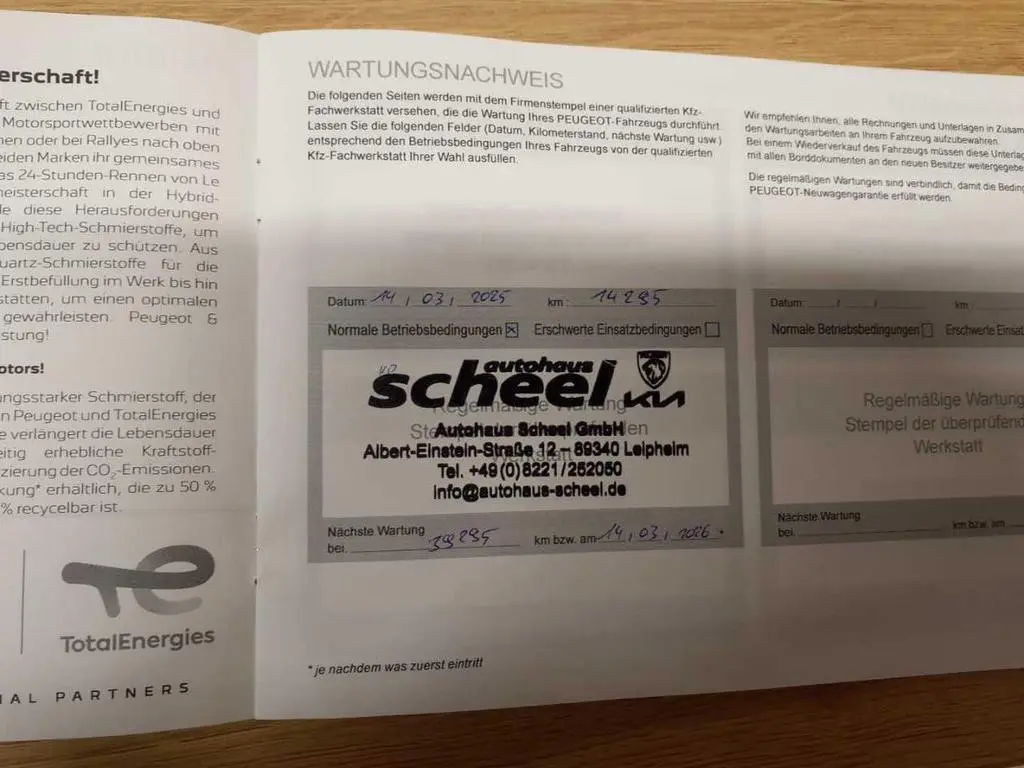 erschaft!
ft zwischen TotalEnergies und
Motorsportwettbewerben mit
nen oder bei Rallyes nach oben
eiden Marken ihr gemeinsames
as 24-Stunden-Rennen von Le
meisterschaft in der Hybrid-
le diese Herausforderungen
High-Tech-Schmierstoffe, um
bensdauer zu schützen. Aus
uartz-Schmierstoffe für die
Erstbefüllung im Werk bis hin
stätten, um einen optimalen
gewährleisten. Peugeot &
stung!
otors!
ngsstarker Schmierstoff, der
n Peugeot und TotalEnergies
e verlängert die Lebensdauer
eitig erhebliche Kraftstoff-
zierung der CO2-Emissionen.
kung* erhältlich, die zu 50 %
% recycelbar ist.
TotalEnergies
IAL PARTNERS
WARTUNGSNACHWEIS
Die folgenden Seiten werden mit dem Firmenstempel einer qualifizierten Kfz-
Fachwerkstatt versehen, die die Wartung Ihres PEUGEOT-Fahrzeugs durchführt.
Lassen Sie die folgenden Felder (Datum, Kilometerstand, nächste Wartung usw.)
entsprechend den Betriebsbedingungen Ihres Fahrzeugs von der qualifizierten
Kfz-Fachwerkstatt Ihrer Wahl ausfüllen.
Datum: 14 / 03 / 2025 km : 14295
Normale Betriebsbedingungen ☒ Erschwerte Einsatzbedingungen ☐
autohaus
scheel
KIA
Regelmäßige Wartung
Autohaus Scheel GmbH
Albert-Einstein-Straße 12 – 89340 Leipheim
Werkstatt
Tel. +49(0)8221/252050
info@autohaus-scheel.de
Nächste Wartung
bei. 39295 km bzw. am 14 / 03 / 2026 *
* je nachdem was zuerst eintritt
Wir empfehlen Ihnen, alle Rechnungen und Unterlagen in Zusam
den Wartungsarbeiten an Ihrem Fahrzeug aufzubewahren.
Bei einem Wiederverkauf des Fahrzeugs müssen diese Unterlag
mit allen Borddokumenten an den neuen Besitzer weitergegebe
Die regelmäßigen Wartungen sind verbindlich, damit die Beding
PEUGEOT-Neuwagengarantie erfüllt werden.
Datum: / / km :
Normale Betriebsbedingungen ☐ Erschwerte Einsat
Regelmäßige Wartung
Stempel der überprüfend
Werkstatt
Nächste Wartung
bei. km bzw. am